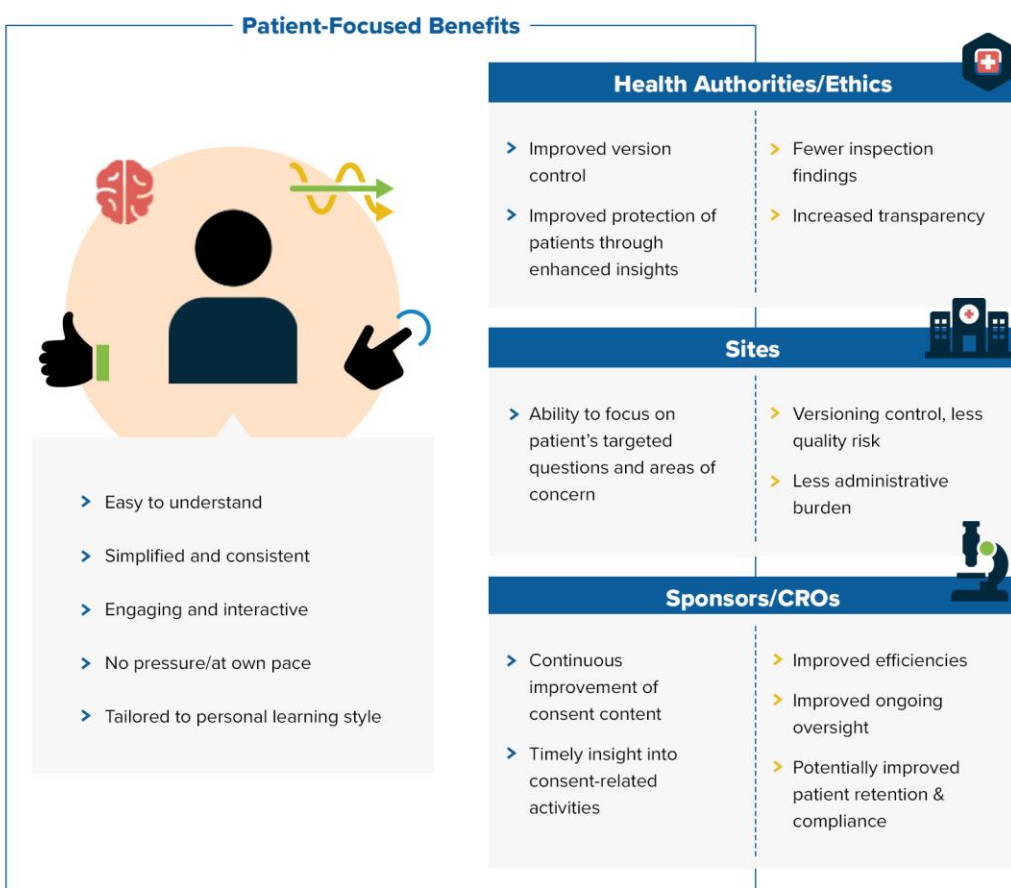 Patient-Focused Benefits
Easy to understand
Simplified and consistent
Engaging and interactive
No pressure/at own pace
Tailored to personal learning style
Health Authorities/Ethics
Improved version
control
Improved protection of
patients through
enhanced insights
Fewer inspection
findings
Increased transparency
Sites
Ability to focus on
patient's targeted
questions and areas of
concern
Versioning control, less
quality risk
Less administrative
burden
Sponsors/CROs
Continuous
improvement of
consent content
Timely insight into
consent-related
activities
Improved efficiencies
Improved ongoing
oversight
Potentially improved
patient retention &
compliance